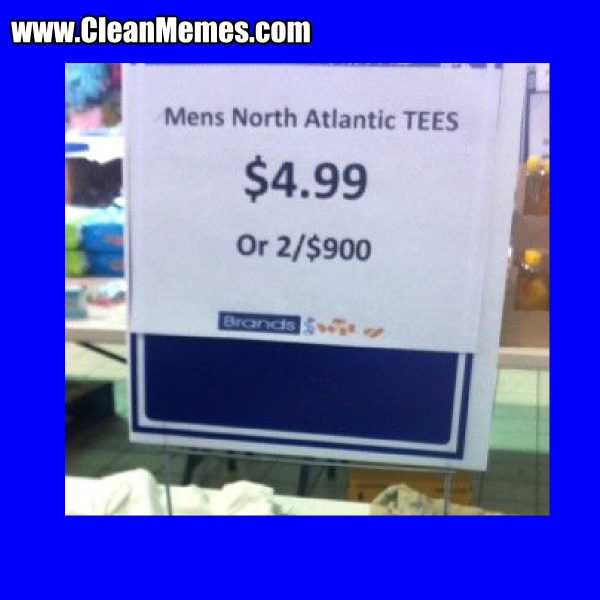 www.CleanMemes.com
Mens North Atlantic TEES
$4.99
Or 2/$900
Brands